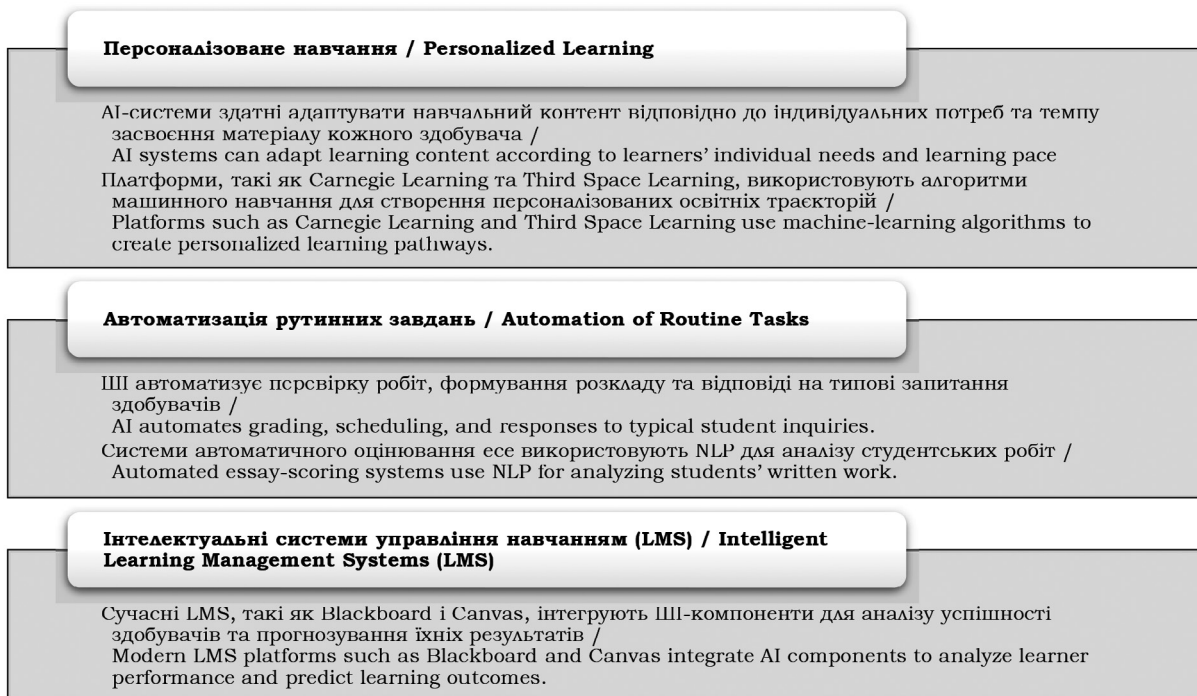 Персоналізоване навчання / Personalized Learning
АІ-системи здатні адаптувати навчальний контент відповідно до індивідуальних потреб та темпу
засвоєння матеріалу кожного здобувача /
AI systems can adapt learning content according to learners’ individual needs and learning pace
Платформи, такі як Carnegie Learning та Third Space Learning, використовують алгоритми
машинного навчання для створення персоналізованих освітніх траєкторій /
Platforms such as Carnegie Learning and Third Space Learning use machine-learning algorithms to
create personalized learning pathways.
Автоматизація рутинних завдань / Automation of Routine Tasks
ШІ автоматизує перевірку робіт, формування розкладу та відповіді на типові запитання
здобувачів /
AI automates grading, scheduling, and responses to typical student inquiries.
Системи автоматичного оцінювання есе використовують NLP для аналізу студентських робіт /
Automated essay-scoring systems use NLP for analyzing students’ written work.
Інтелектуальні системи управління навчанням (LMS) / Intelligent
Learning Management Systems (LMS)
Сучасні LMS, такі як Blackboard і Canvas, інтегрують ШІ-компоненти для аналізу успішності
здобувачів та прогнозування їхніх результатів /
Modern LMS platforms such as Blackboard and Canvas integrate AI components to analyze learner
performance and predict learning outcomes.